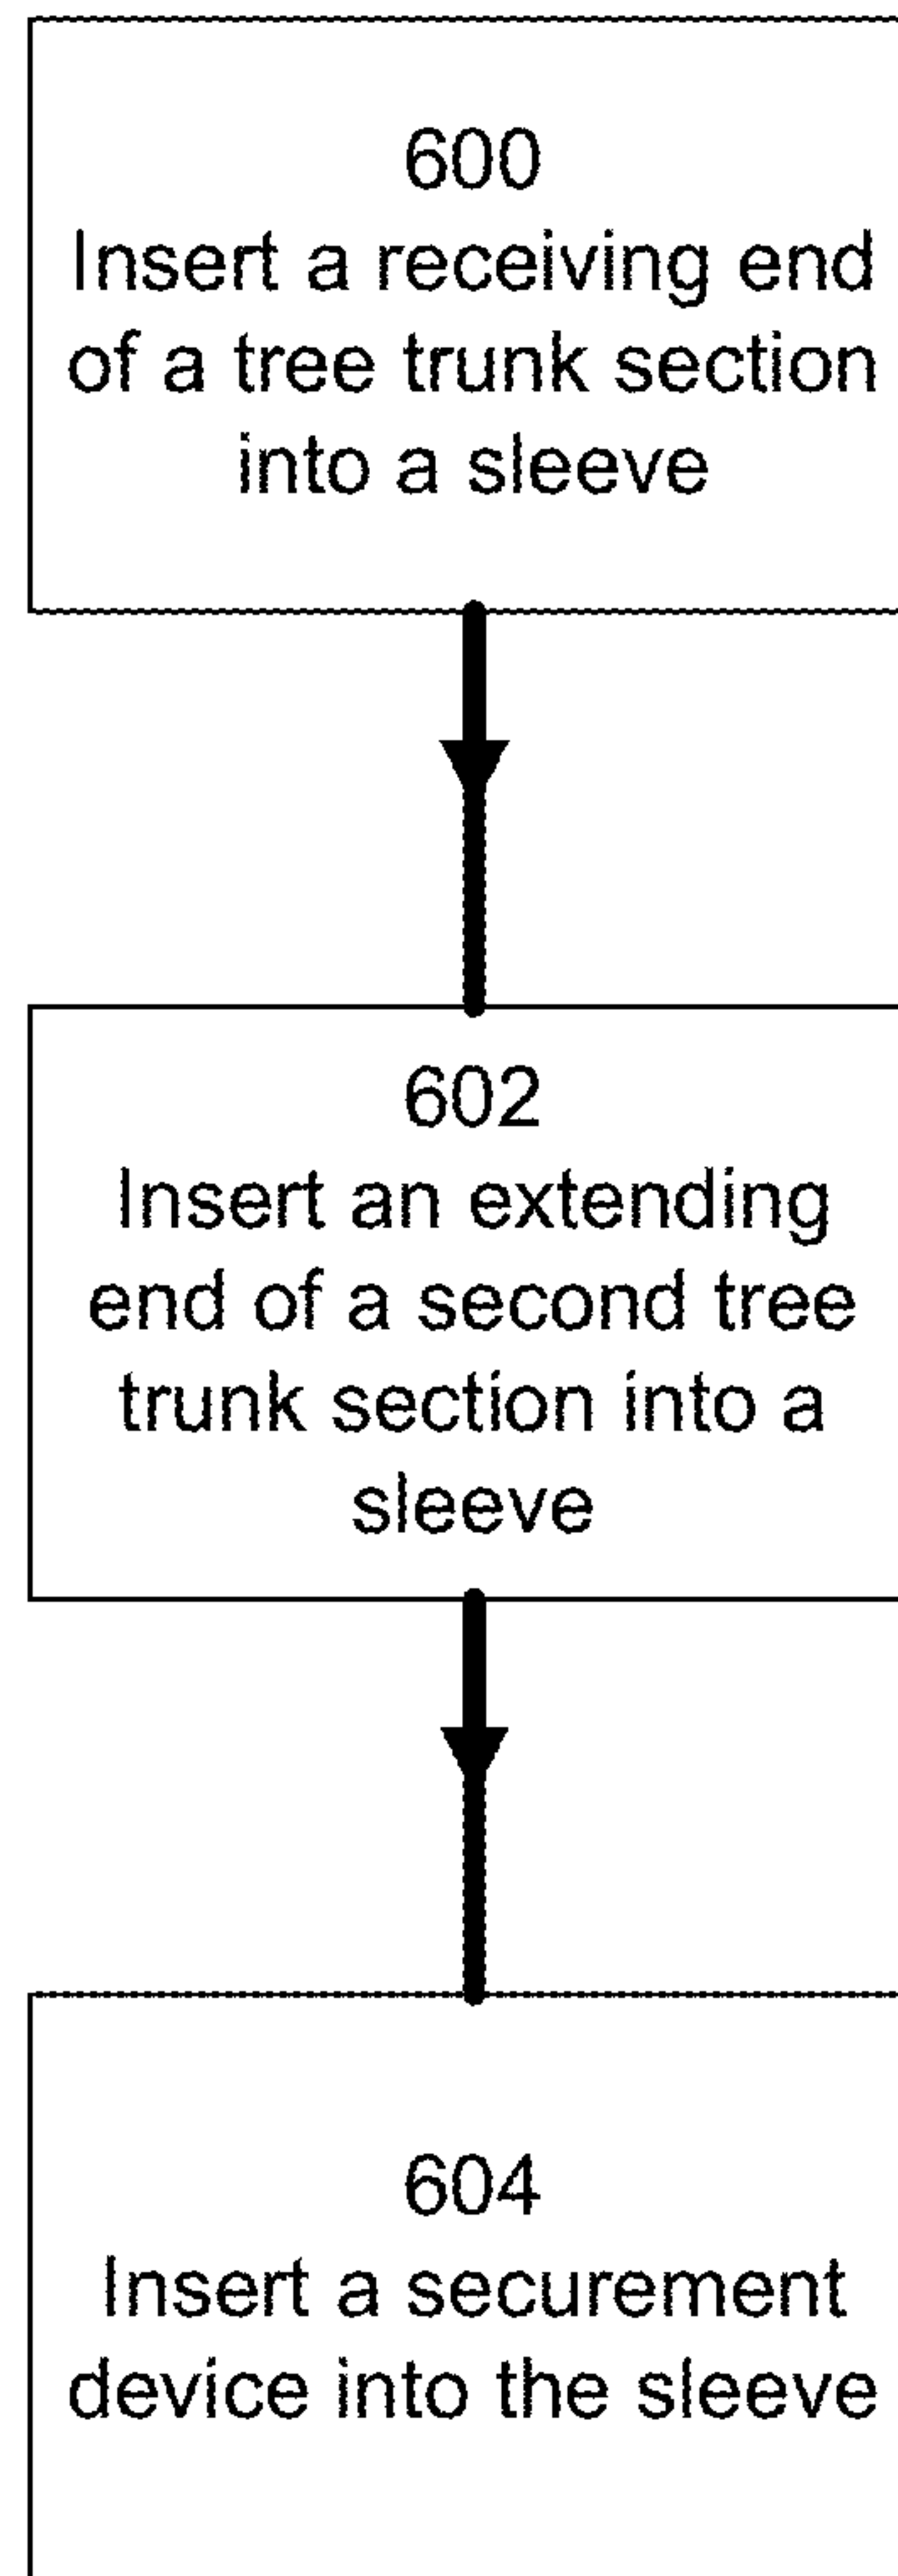 600
Insert a receiving end
of a tree trunk section
into a sleeve
602
Insert an extending
end of a second tree
trunk section into a
sleeve
604
Insert a securement
device into the sleeve